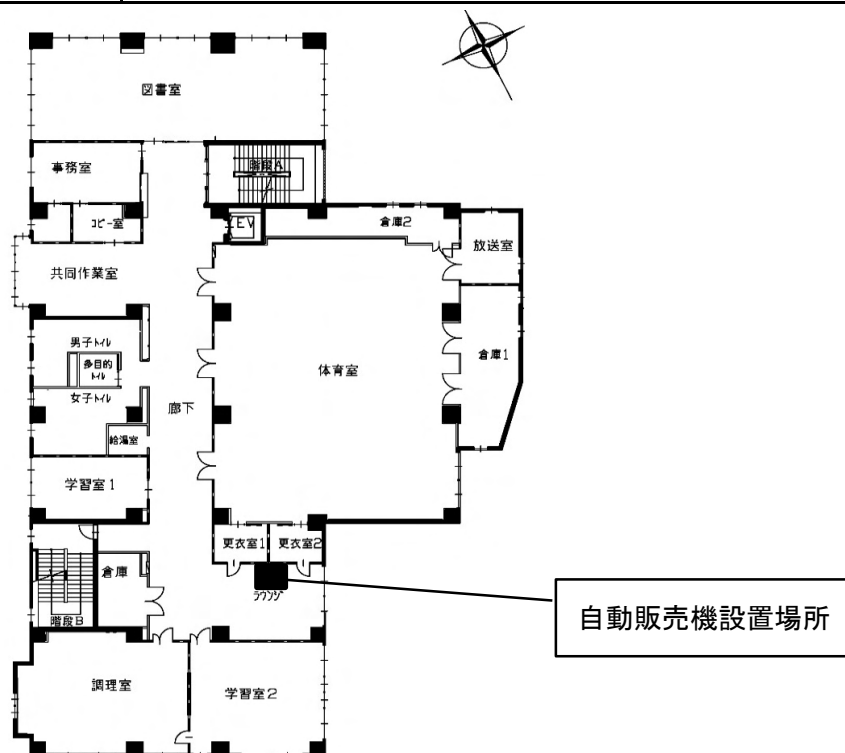 図書室
事務室
階段A
コピー室
EV
倉庫2
放送室
共同作業室
男子トイレ
多目的
トイレ
倉庫1
体育室
女子トイレ
廊下
給湯室
学習室1
更衣室1
更衣室2
倉庫
ラウンジ
自動販売機設置場所
階段B
調理室
学習室2